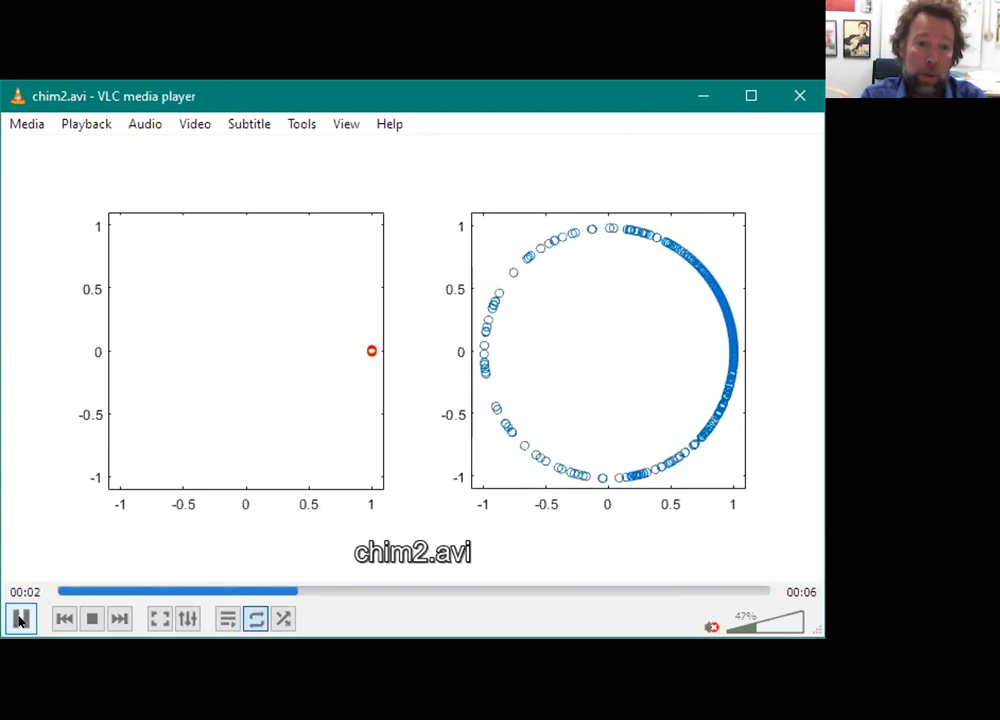 chim2.avi - VLC media player
Media Playback Audio Video Subtitle Tools View Help
1
0.5
0
-0.5
-1
-1 -0.5 0 0.5 1
1
0.5
0
-0.5
-1
-1 -0.5 0 0.5 1
chim2.avi
00:02 00:06
47%